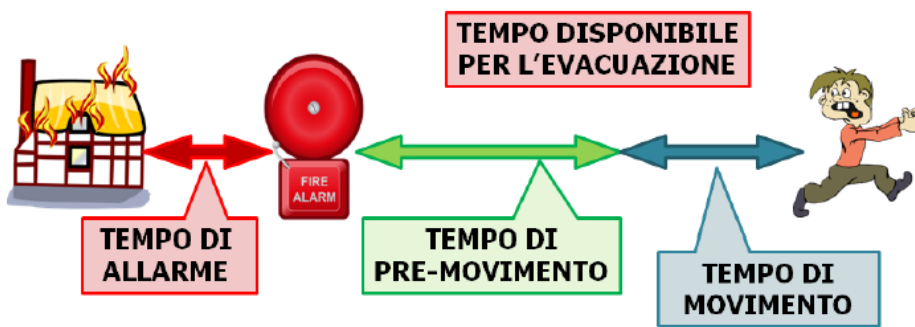 TEMPO DISPONIBILE
PER L'EVACUAZIONE
FIRE
ALARM
TEMPO DI
ALLARME
TEMPO DI
PRE-MOVIMENTO
TEMPO DI
MOVIMENTO